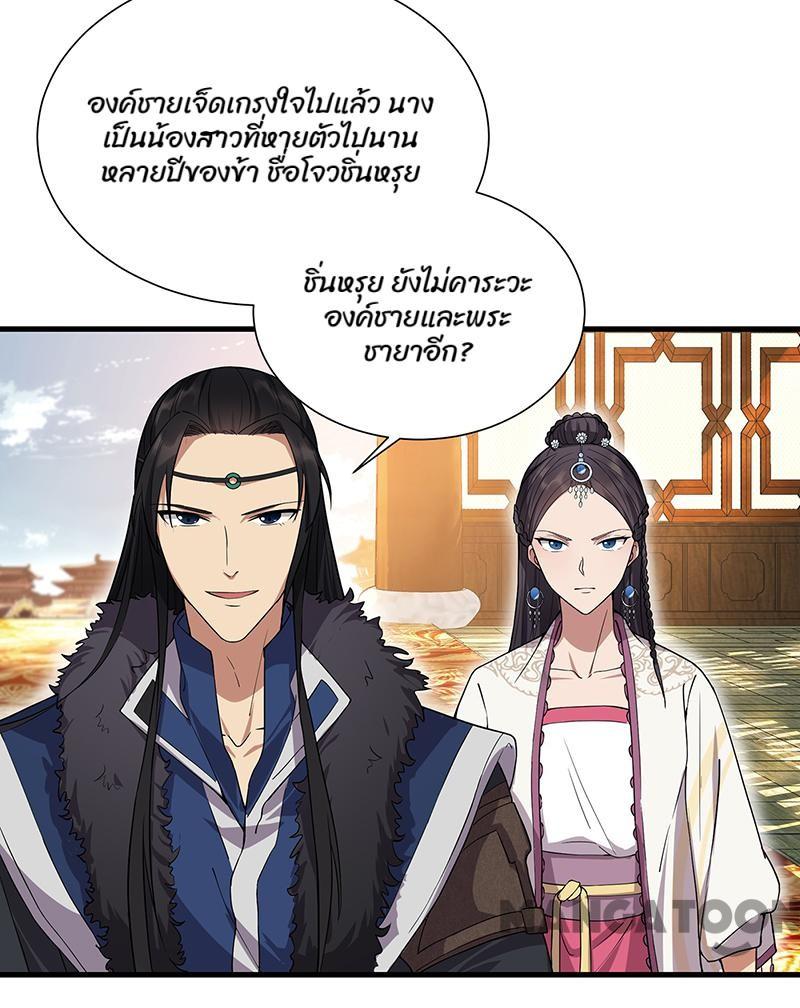 องค์ชายเจ็ดเกรงใจไปแล้ว นาง
เป็นน้องสาวที่หายตัวไปนาน
หลายปีของข้า ชื่อโจวชิ่นหรุย
ชิ่นหรุย ยังไม่คาระวะ
องค์ชายและพระ
ชายาอีก?
MANGATOON